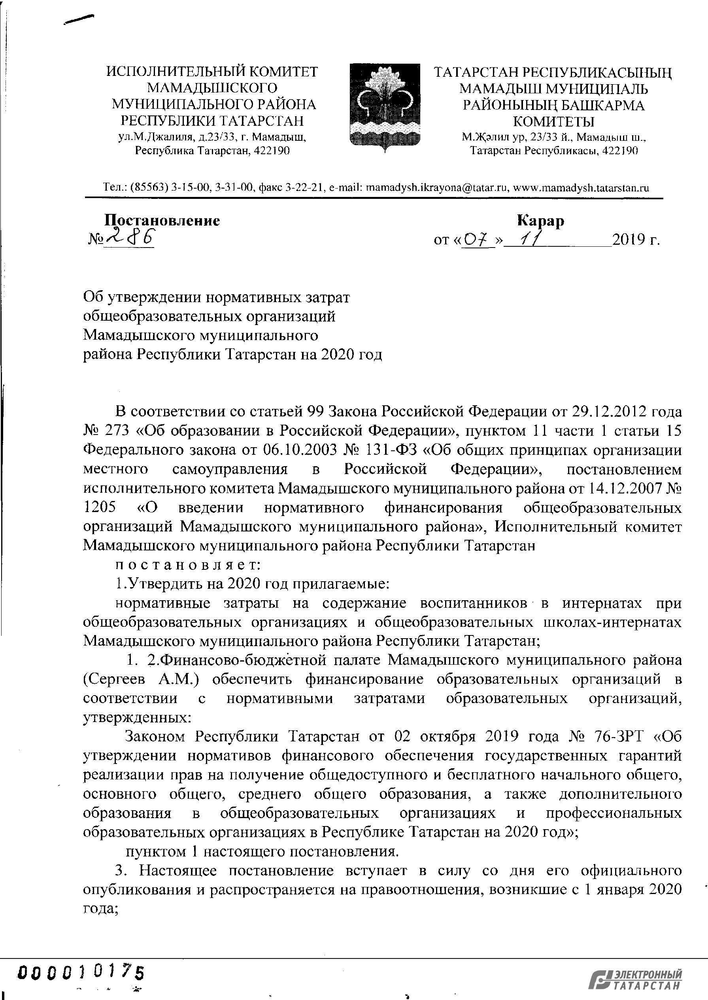 ИСПОЛНИТЕЛЬНЫЙ КОМИТЕТ
МАМАДЫШСКОГО
МУНИЦИПАЛЬНОГО РАЙОНА
РЕСПУБЛИКИ ТАТАРСТАН
ул.М.Джалиля, д.23/33, г. Мамадыш,
Республика Татарстан, 422190
ТАТАРСТАН РЕСПУБЛИКАСЫНЫҢ
МАМАДЫШ МУНИЦИПАЛЬ
РАЙОНЫНЫҢ БАШКАРМА
КОМИТЕТЫ
М.Җәлил ур, 23/33 й., Мамадыш ш.,
Татарстан Республикасы, 422190
Тел.: (85563) 3-15-00, 3-31-00, факс 3-22-21, e-mail: mamadysh.ikrayona@tatar.ru, www.mamadysh.tatarstan.ru
Постановление
№286
Карар
от «07» 11 2019 г.
Об утверждении нормативных затрат
общеобразовательных организаций
Мамадышского муниципального
района Республики Татарстан на 2020 год
В соответствии со статьей 99 Закона Российской Федерации от 29.12.2012 года
№ 273 «Об образовании в Российской Федерации», пунктом 11 части 1 статьи 15
Федерального закона от 06.10.2003 № 131-ФЗ «Об общих принципах организации
местного самоуправления в Российской Федерации», постановлением
исполнительного комитета Мамадышского муниципального района от 14.12.2007 №
1205 «О введении нормативного финансирования общеобразовательных
организаций Мамадышского муниципального района», Исполнительный комитет
Мамадышского муниципального района Республики Татарстан
п о с т а н о в л я е т:
1.Утвердить на 2020 год прилагаемые:
нормативные затраты на содержание воспитанников в интернатах при
общеобразовательных организациях и общеобразовательных школах-интернатах
Мамадышского муниципального района Республики Татарстан;
1. 2.Финансово-бюджетной палате Мамадышского муниципального района
(Сергеев А.М.) обеспечить финансирование образовательных организаций в
соответствии с нормативными затратами образовательных организаций,
утвержденных:
Законом Республики Татарстан от 02 октября 2019 года № 76-ЗРТ «Об
утверждении нормативов финансового обеспечения государственных гарантий
реализации прав на получение общедоступного и бесплатного начального общего,
основного общего, среднего общего образования, а также дополнительного
образования в общеобразовательных организациях и профессиональных
образовательных организациях в Республике Татарстан на 2020 год»;
пунктом 1 настоящего постановления.
3. Настоящее постановление вступает в силу со дня его официального
опубликования и распространяется на правоотношения, возникшие с 1 января 2020
года;
000010175
ЭЛЕКТРОННЫЙ
ТАТАРСТАН